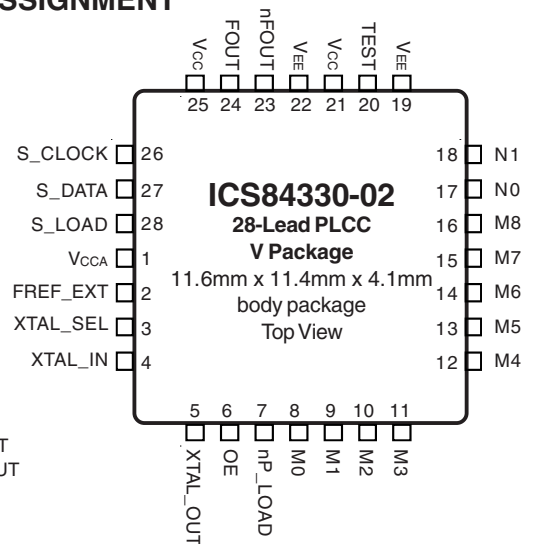 SSIGNMENT
VCC
FOUT
nFOUT
VEE
VCC
TEST
VEE
25 24 23 22 21 20 19
S_CLOCK 26
S_DATA 27
S_LOAD 28
VCCA 1
FREF_EXT 2
XTAL_SEL 3
XTAL_IN 4
ICS84330-02
28-Lead PLCC
V Package
11.6mm x 11.4mm x 4.1mm
body package
Top View
18 N1
17 N0
16 M8
15 M7
14 M6
13 M5
12 M4
5 6 7 8 9 10 11
XTAL_OUT
OE
nP_LOAD
M0
M1
M2
M3
T
UT